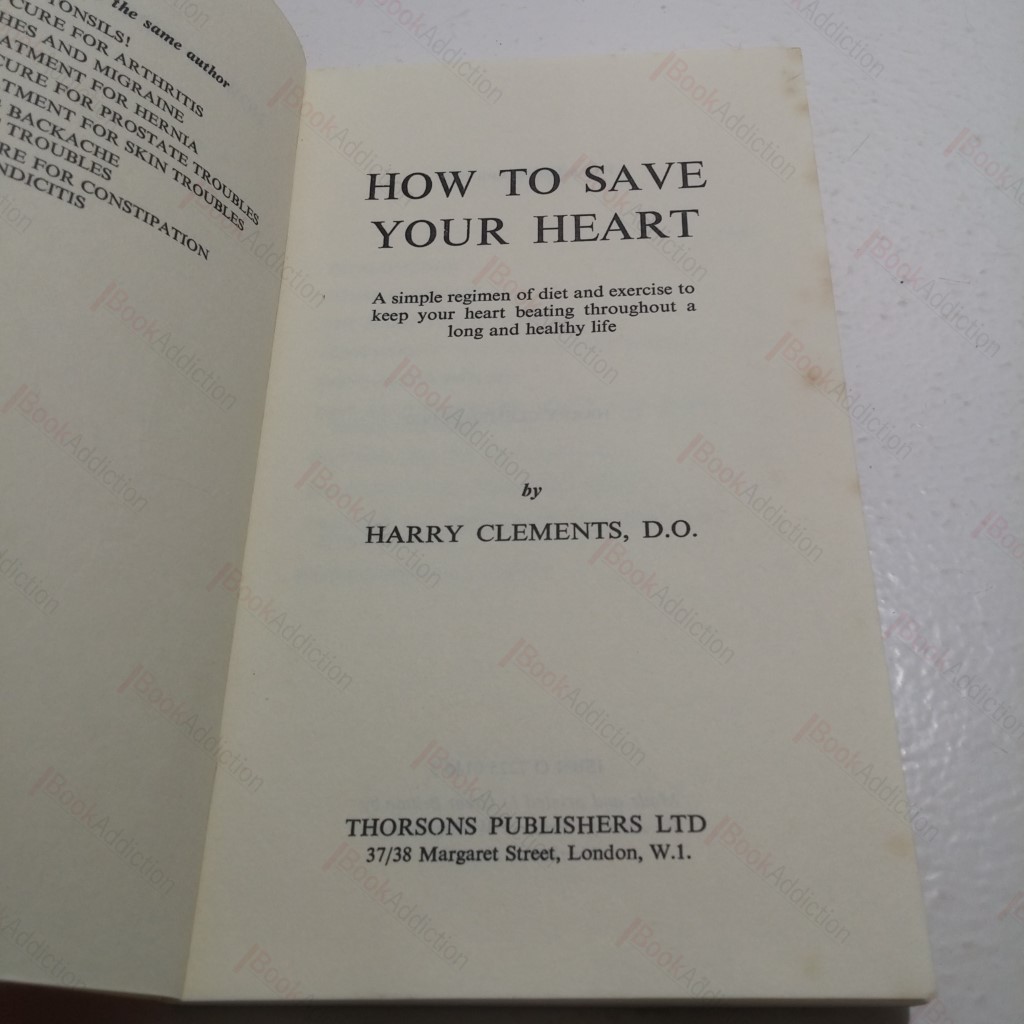 the same author
TONSILS!
CURE FOR ARTHRITIS
HES AND MIGRAINE
ATMENT FOR HERNIA
CURE FOR PROSTATE TROUBLES
TMENT FOR SKIN TROUBLES
BACKACHE
TROUBLES
RE FOR CONSTIPATION
NDICITIS
HOW TO SAVE
YOUR HEART
A simple regimen of diet and exercise to
keep your heart beating throughout a
long and healthy life
by
HARRY CLEMENTS, D.O.
THORSONS PUBLISHERS LTD
37/38 Margaret Street, London, W.1.
BookAddiction